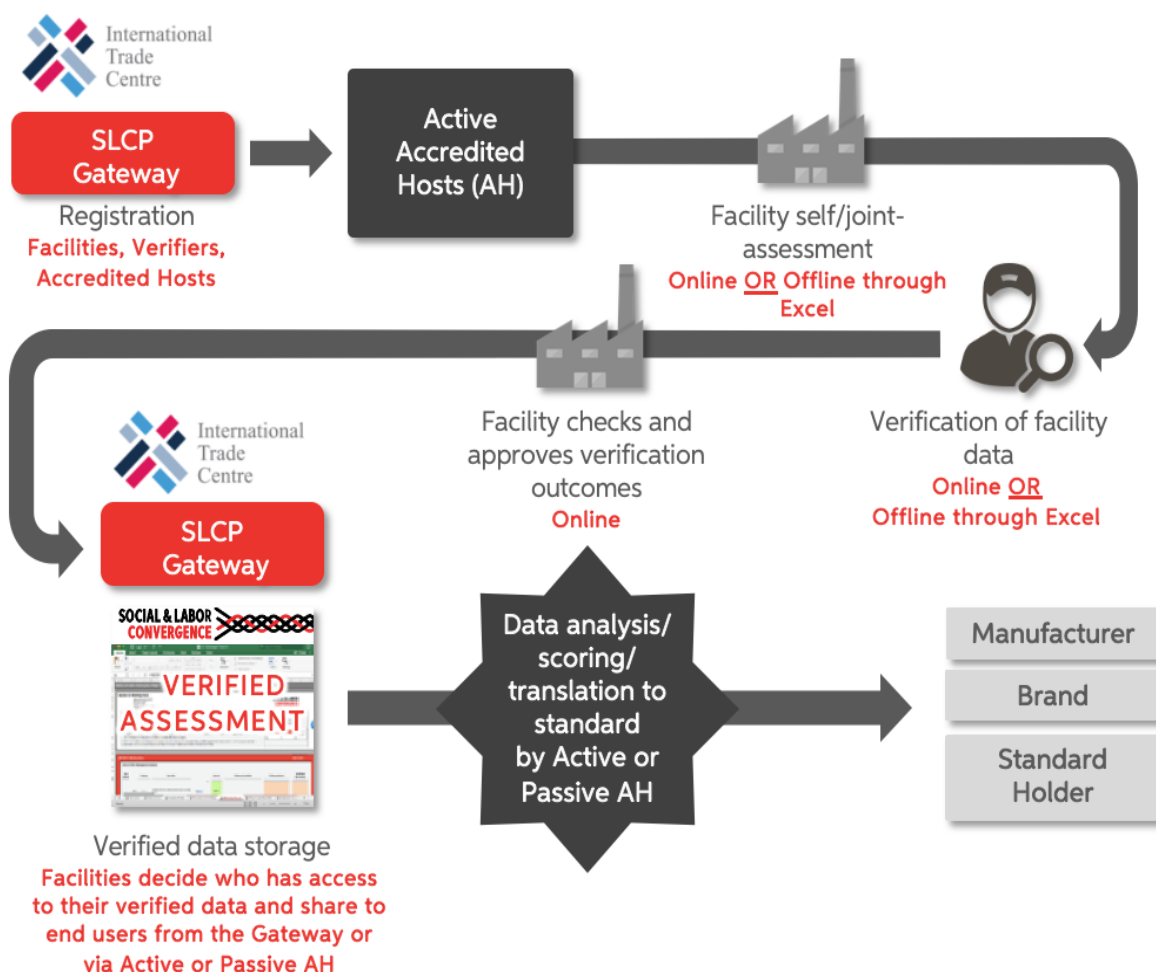 International
Trade
Centre
SLCP
Gateway
Registration
Facilities, Verifiers,
Accredited Hosts
Active
Accredited
Hosts (AH)
Facility self/joint-
assessment
Online OR Offline through
Excel
Verification of facility
data
Online OR
Offline through Excel
Facility checks and
approves verification
outcomes
Online
International
Trade
Centre
SLCP
Gateway
SOCIAL & LABOR
CONVERGENCE
VERIFIED
ASSESSMENT
Verified data storage
Facilities decide who has access
to their verified data and share to
end users from the Gateway or
via Active or Passive AH
Data analysis/
scoring/
translation to
standard
by Active or
Passive AH
Manufacturer
Brand
Standard
Holder